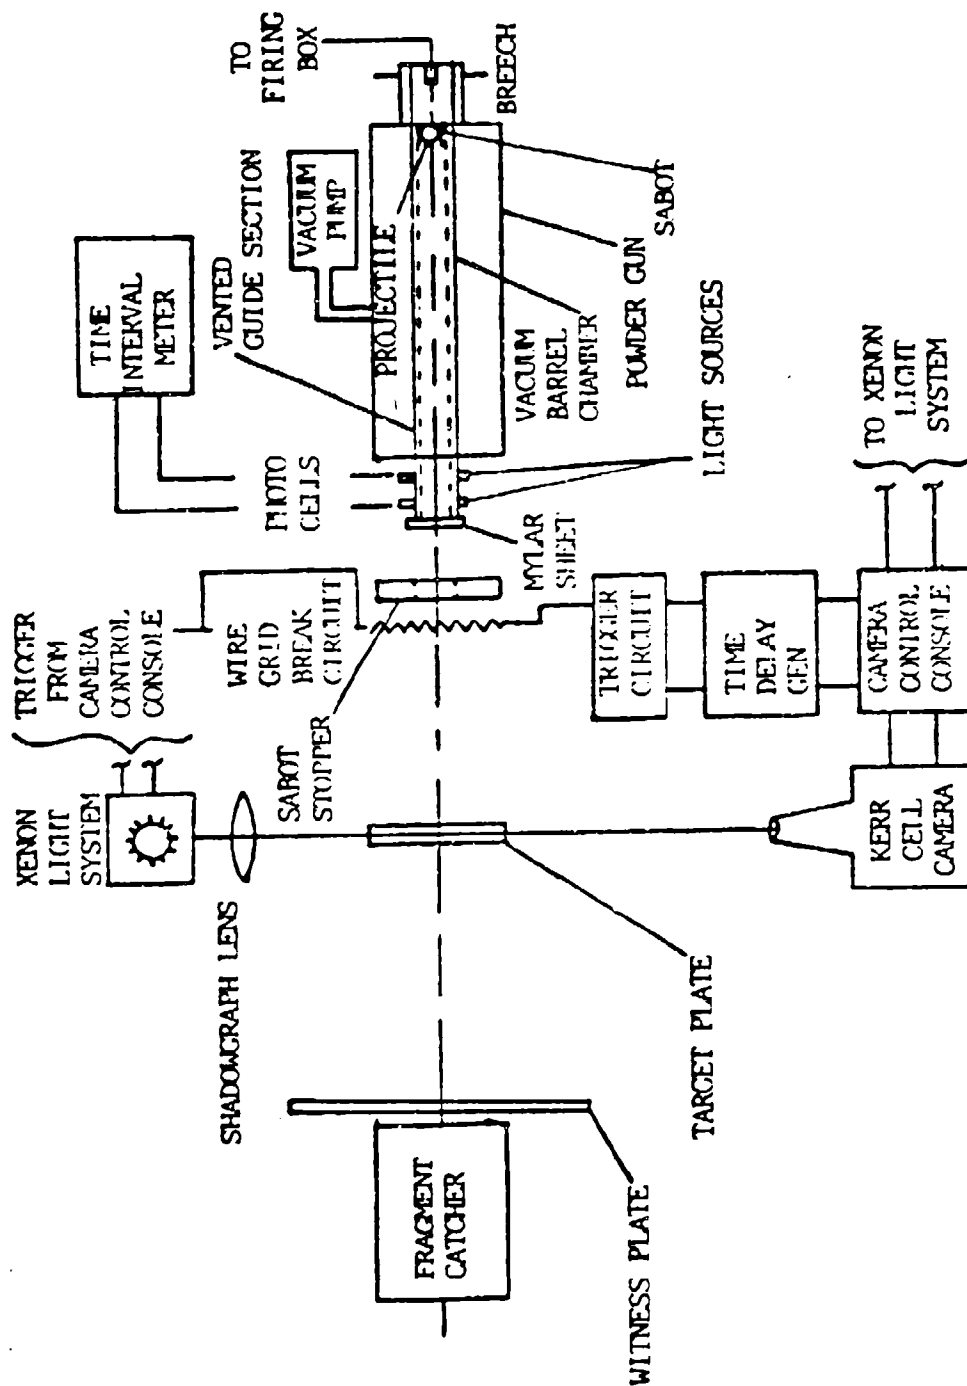 XENON
LIGHT
SYSTEM
TRIGGER
FROM
CAMERA
CONTROL
CONSOLE
TIME
INTERVAL
METER
TO
FIRING
BOX
SHADOWGRAPH LENS
SABOT
STOPPER
WIRE
GRID
BREAK
CIRCUIT
PHOTO
CELLS
VENTED
GUIDE SECTION
VACUUM
PUMP
PROJECTILE
BREECH
FRAGMENT
CATCHER
MYLAR
SHEET
VACUUM
BARREL
CHAMBER
POWDER GUN
SABOT
LIGHT SOURCES
WITNESS PLATE
TARGET PLATE
TRIGGER
CIRCUIT
TIME
DELAY
GEN
KERR
CELL
CAMERA
CAMERA
CONTROL
CONSOLE
TO XENON
LIGHT
SYSTEM